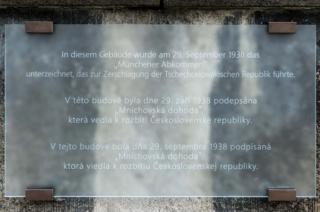 In diesem Gebäude wurde am 29. September 1938 das
„Münchener Abkommen“
unterzeichnet, das zur Zerschlagung der Tschechoslowakischen Republik führte.
V této budově byla dne 29. září 1938 podepsána
„Mnichovská dohoda“
která vedla k rozbití Československé republiky.
V tejto budove bola dňa 29. septembra 1938 podpísaná
„Mníchovská dohoda“
ktorá viedla k rozbitiu Československej republiky.